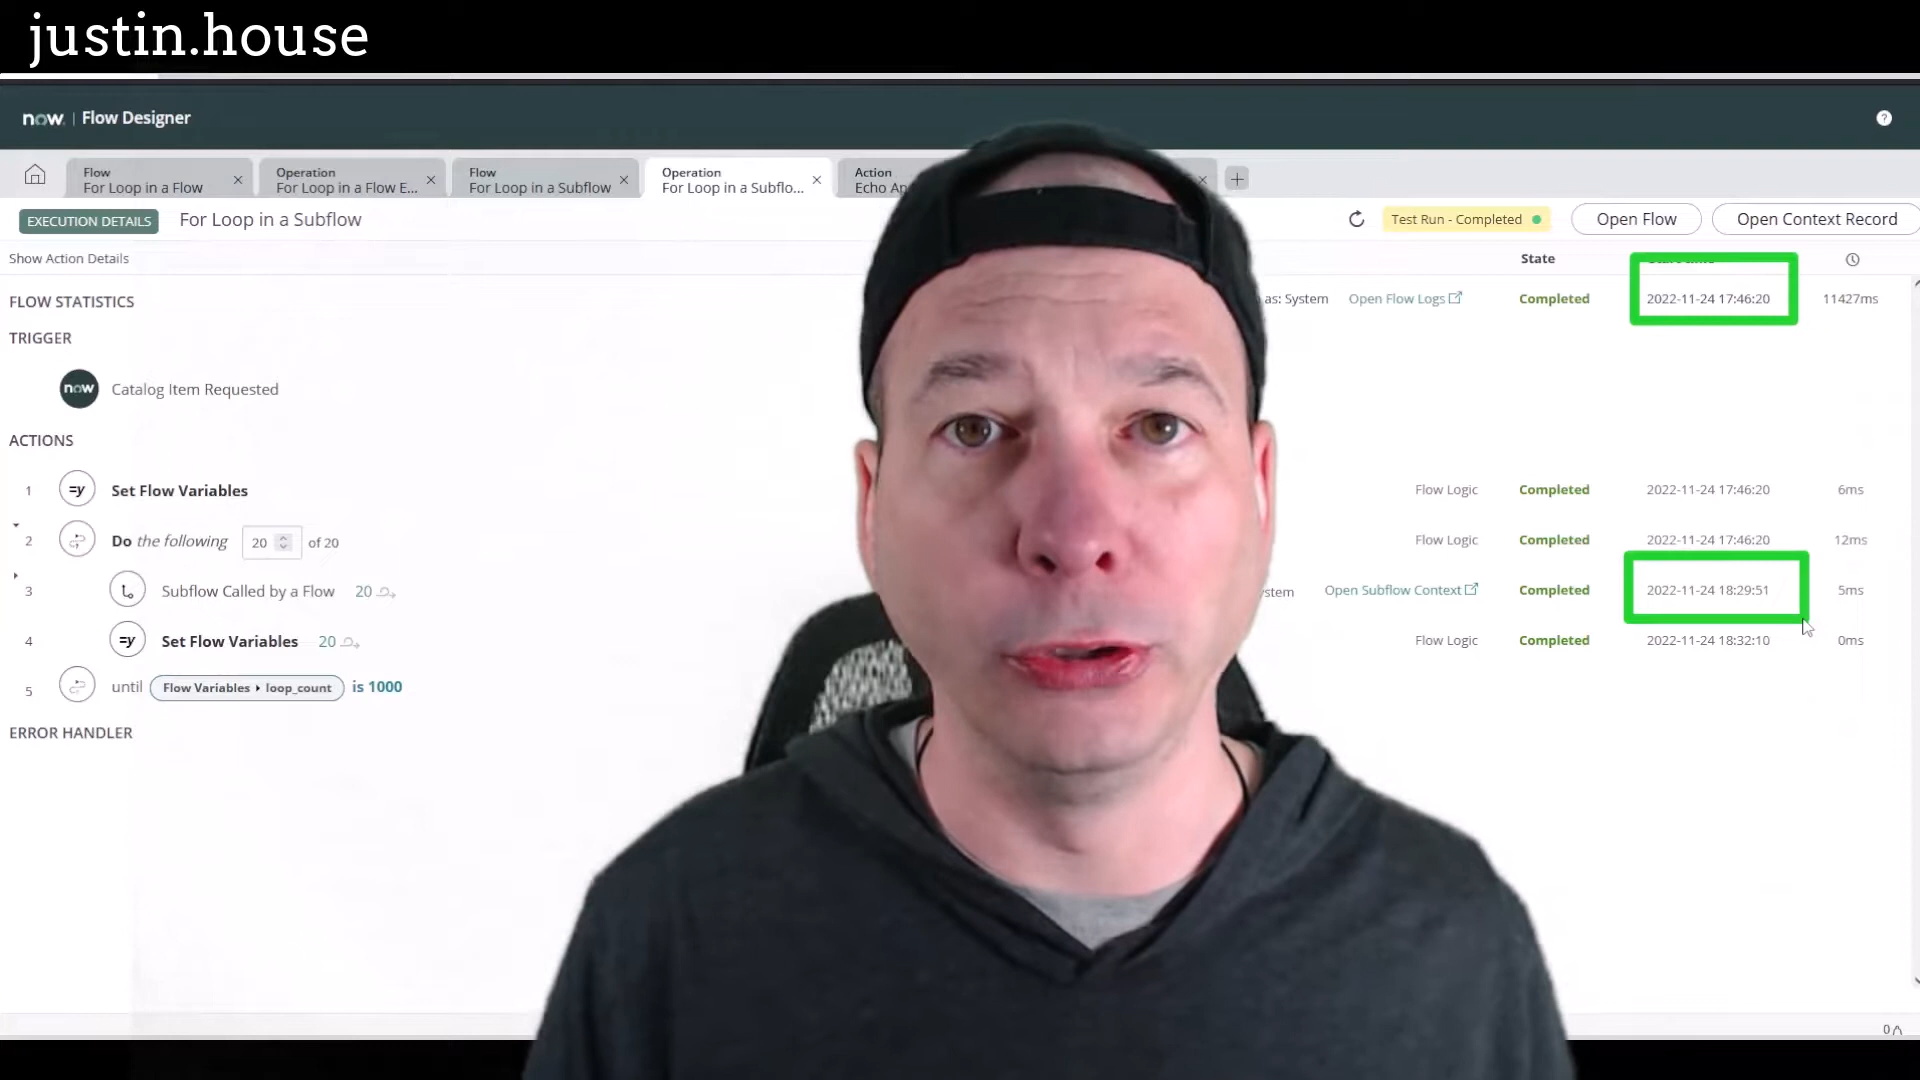 justin.house
now. | Flow Designer
?
Flow
For Loop in a Flow
Operation
For Loop in a Flow E...
Flow
For Loop in a Subflow
Operation
For Loop in a Subflo...
Action
EXECUTION DETAILS For Loop in a Subflow
Test Run - Completed
Open Flow
Open Context Record
Show Action Details
State
FLOW STATISTICS
as: System Open Flow Logs Completed 2022-11-24 17:46:20 11427ms
TRIGGER
now Catalog Item Requested
ACTIONS
1 =y Set Flow Variables Flow Logic Completed 2022-11-24 17:46:20 6ms
2 Do the following 20 of 20 Flow Logic Completed 2022-11-24 17:46:20 12ms
3 Subflow Called by a Flow 20 Open Subflow Context Completed 2022-11-24 18:29:51 5ms
4 =y Set Flow Variables 20 Flow Logic Completed 2022-11-24 18:32:10 0ms
5 until Flow Variables ▸ loop_count is 1000
ERROR HANDLER